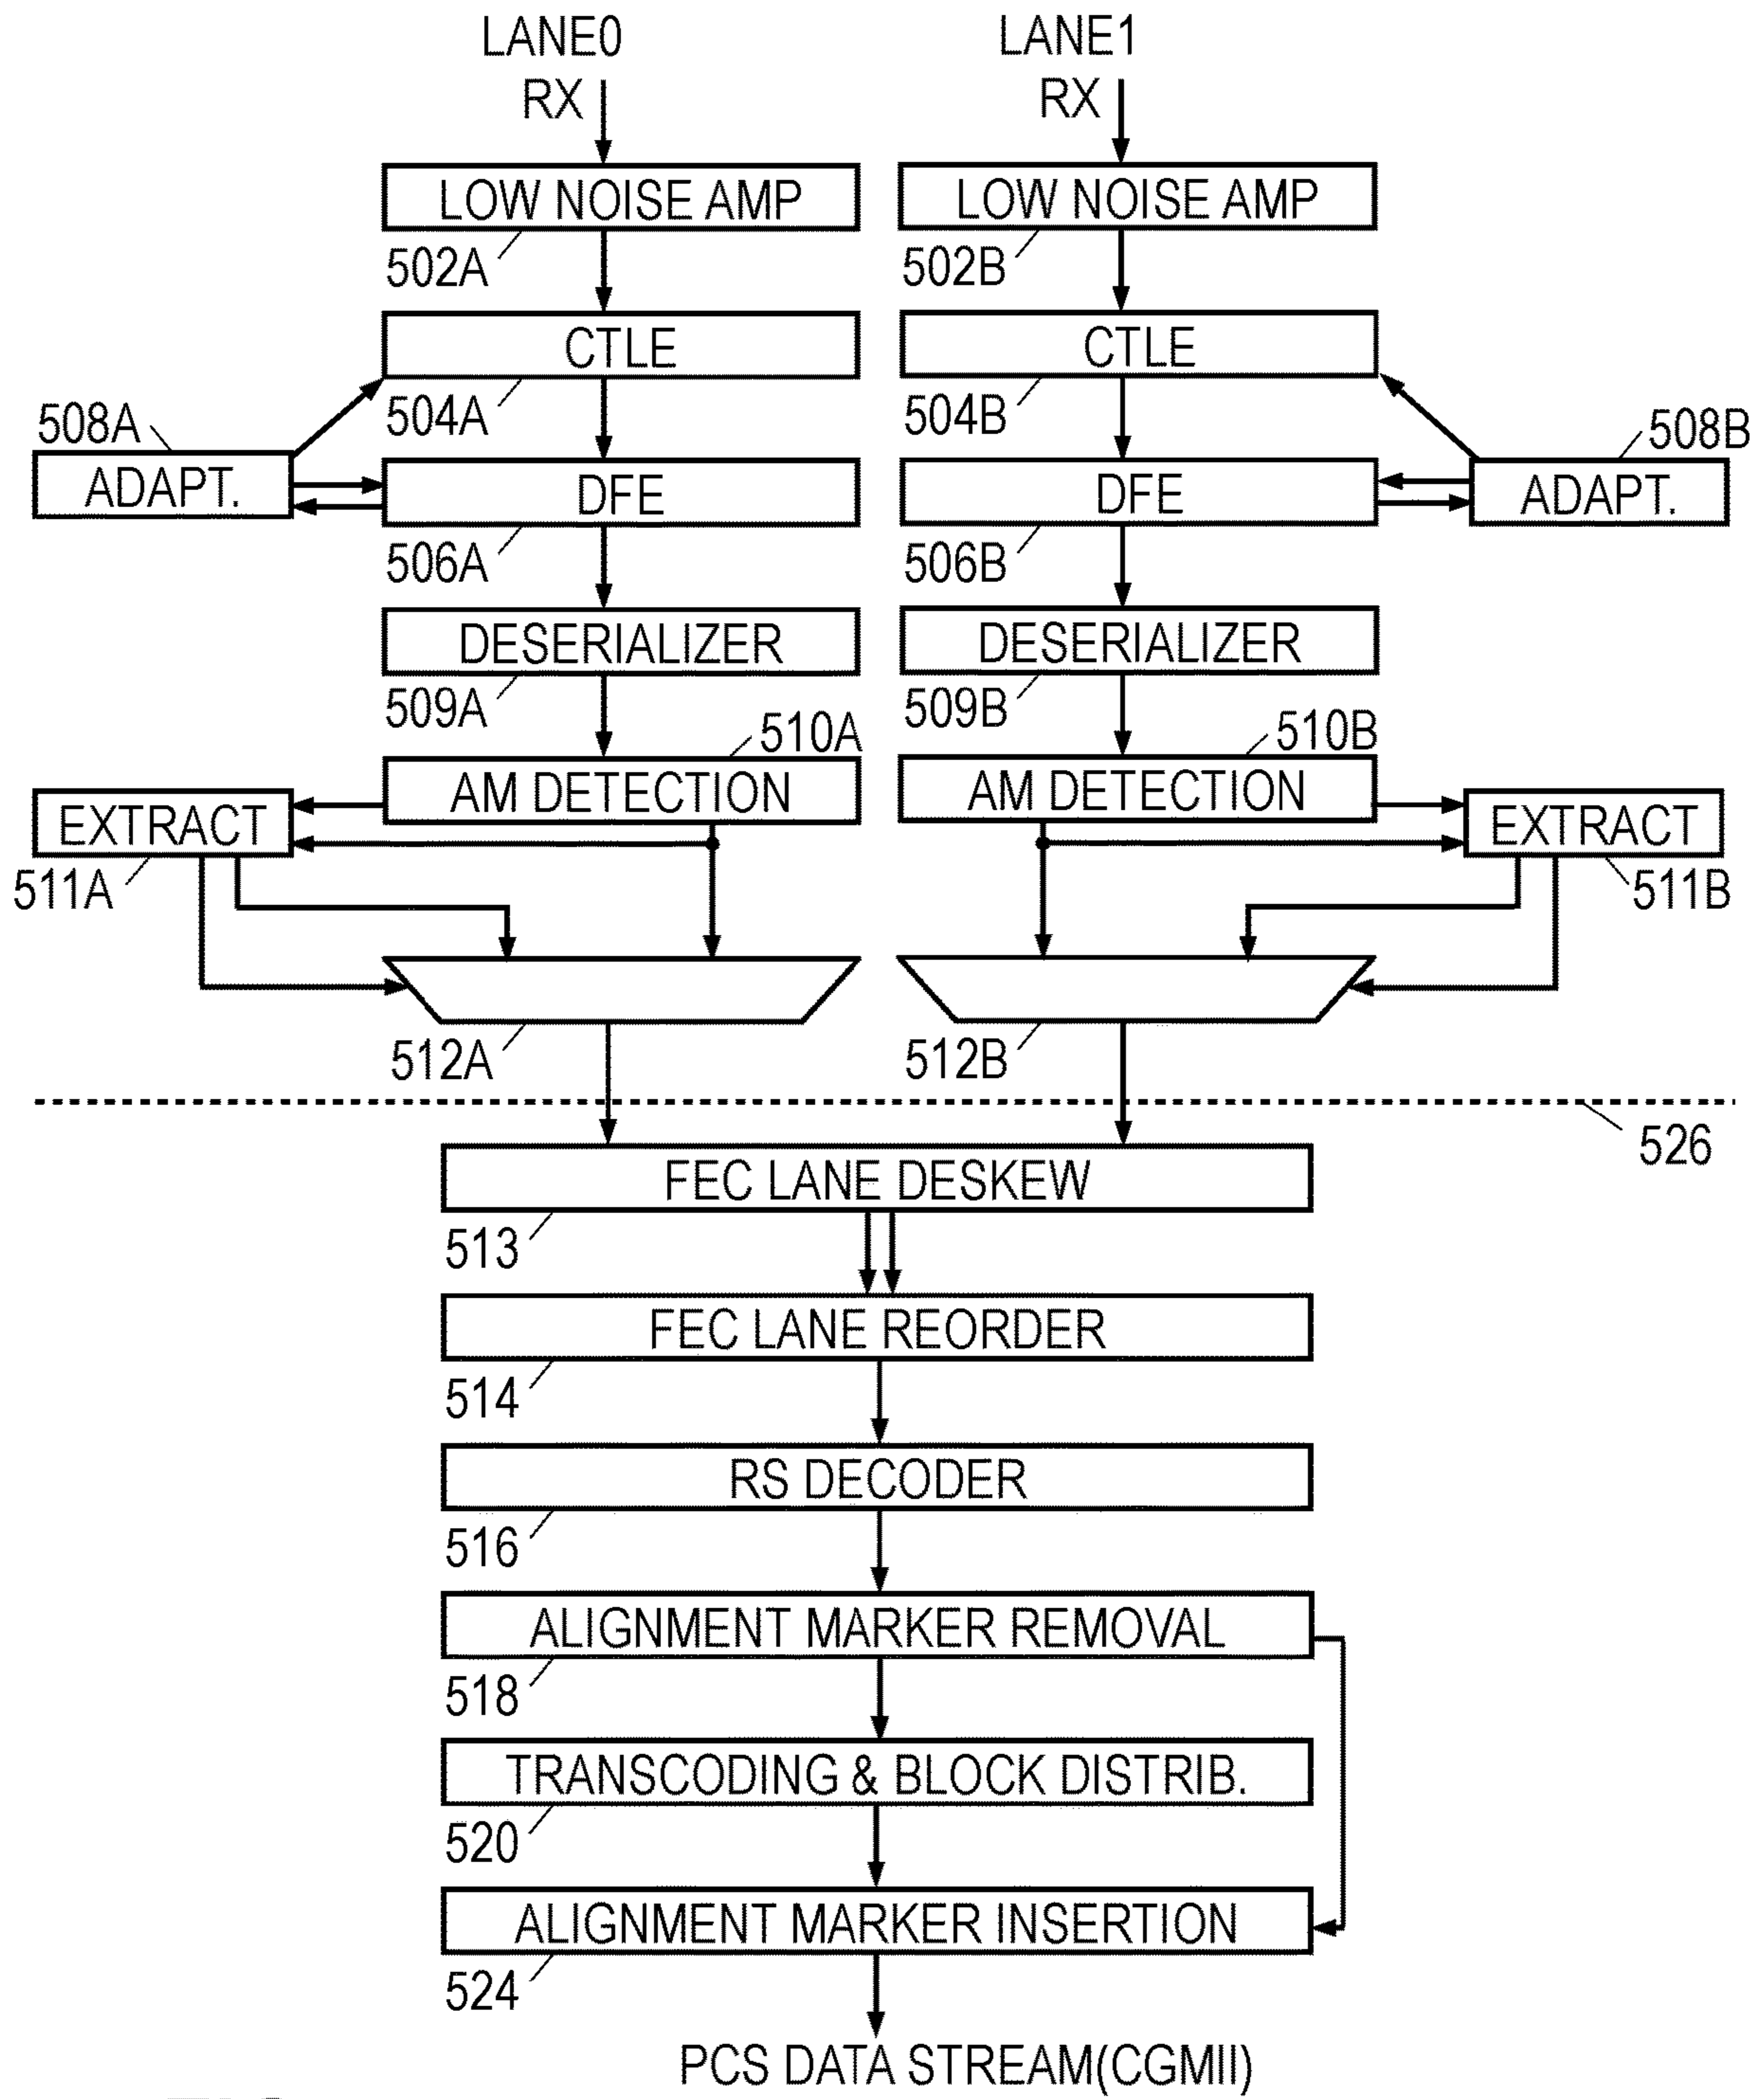 LANE0
RX
LANE1
RX
LOW NOISE AMP
LOW NOISE AMP
502A
502B
CTLE
CTLE
504A
504B
508A
508B
ADAPT.
DFE
DFE
ADAPT.
506A
506B
DESERIALIZER
DESERIALIZER
509A
509B
510A
510B
AM DETECTION
AM DETECTION
EXTRACT
EXTRACT
511A
511B
512A
512B
526
FEC LANE DESKEW
513
FEC LANE REORDER
514
RS DECODER
516
ALIGNMENT MARKER REMOVAL
518
TRANSCODING & BLOCK DISTRIB.
520
ALIGNMENT MARKER INSERTION
524
PCS DATA STREAM(CGMII)